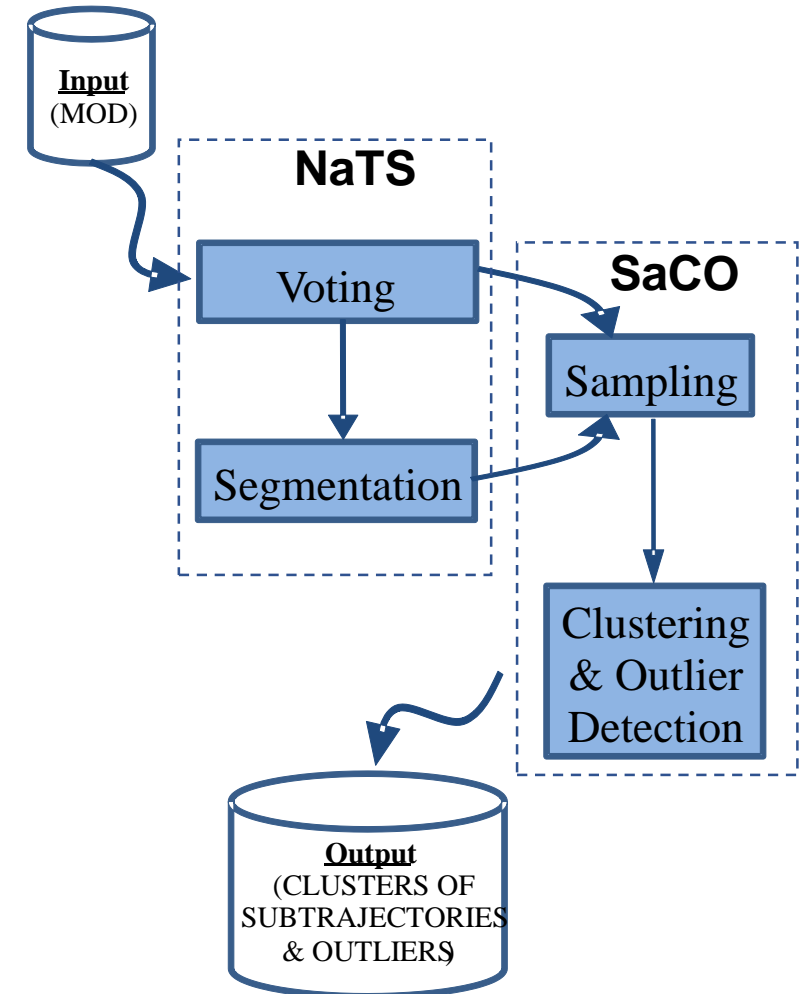 Input
(MOD)
NaTS
Voting
Segmentation
SaCO
Sampling
Clustering
& Outlier
Detection
Output
(CLUSTERS OF
SUBTRAJECTORIES
& OUTLIERS)